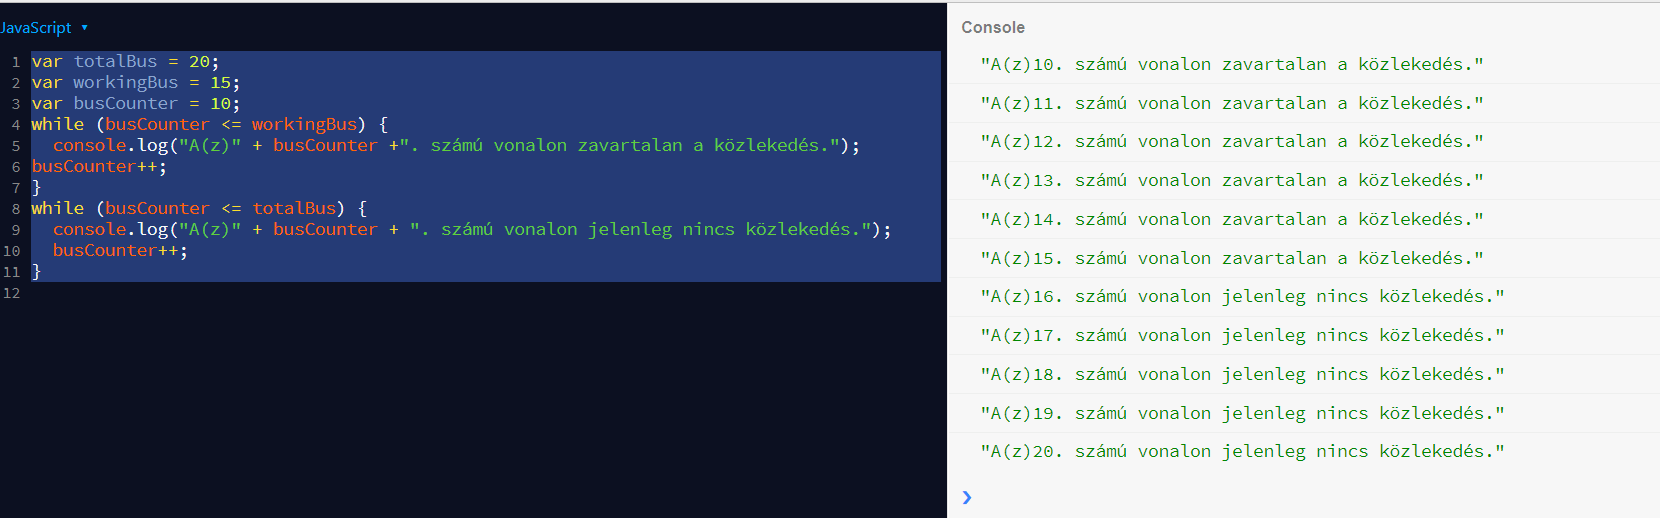 JavaScript ▾
1 var totalBus = 20;
2 var workingBus = 15;
3 var busCounter = 10;
4 while (busCounter <= workingBus) {
5   console.log("A(z)" + busCounter +". számú vonalon zavartalan a közlekedés.");
6 busCounter++;
7 }
8 while (busCounter <= totalBus) {
9   console.log("A(z)" + busCounter + ". számú vonalon jelenleg nincs közlekedés.");
10   busCounter++;
11 }
12
Console
"A(z)10. számú vonalon zavartalan a közlekedés."
"A(z)11. számú vonalon zavartalan a közlekedés."
"A(z)12. számú vonalon zavartalan a közlekedés."
"A(z)13. számú vonalon zavartalan a közlekedés."
"A(z)14. számú vonalon zavartalan a közlekedés."
"A(z)15. számú vonalon zavartalan a közlekedés."
"A(z)16. számú vonalon jelenleg nincs közlekedés."
"A(z)17. számú vonalon jelenleg nincs közlekedés."
"A(z)18. számú vonalon jelenleg nincs közlekedés."
"A(z)19. számú vonalon jelenleg nincs közlekedés."
"A(z)20. számú vonalon jelenleg nincs közlekedés."